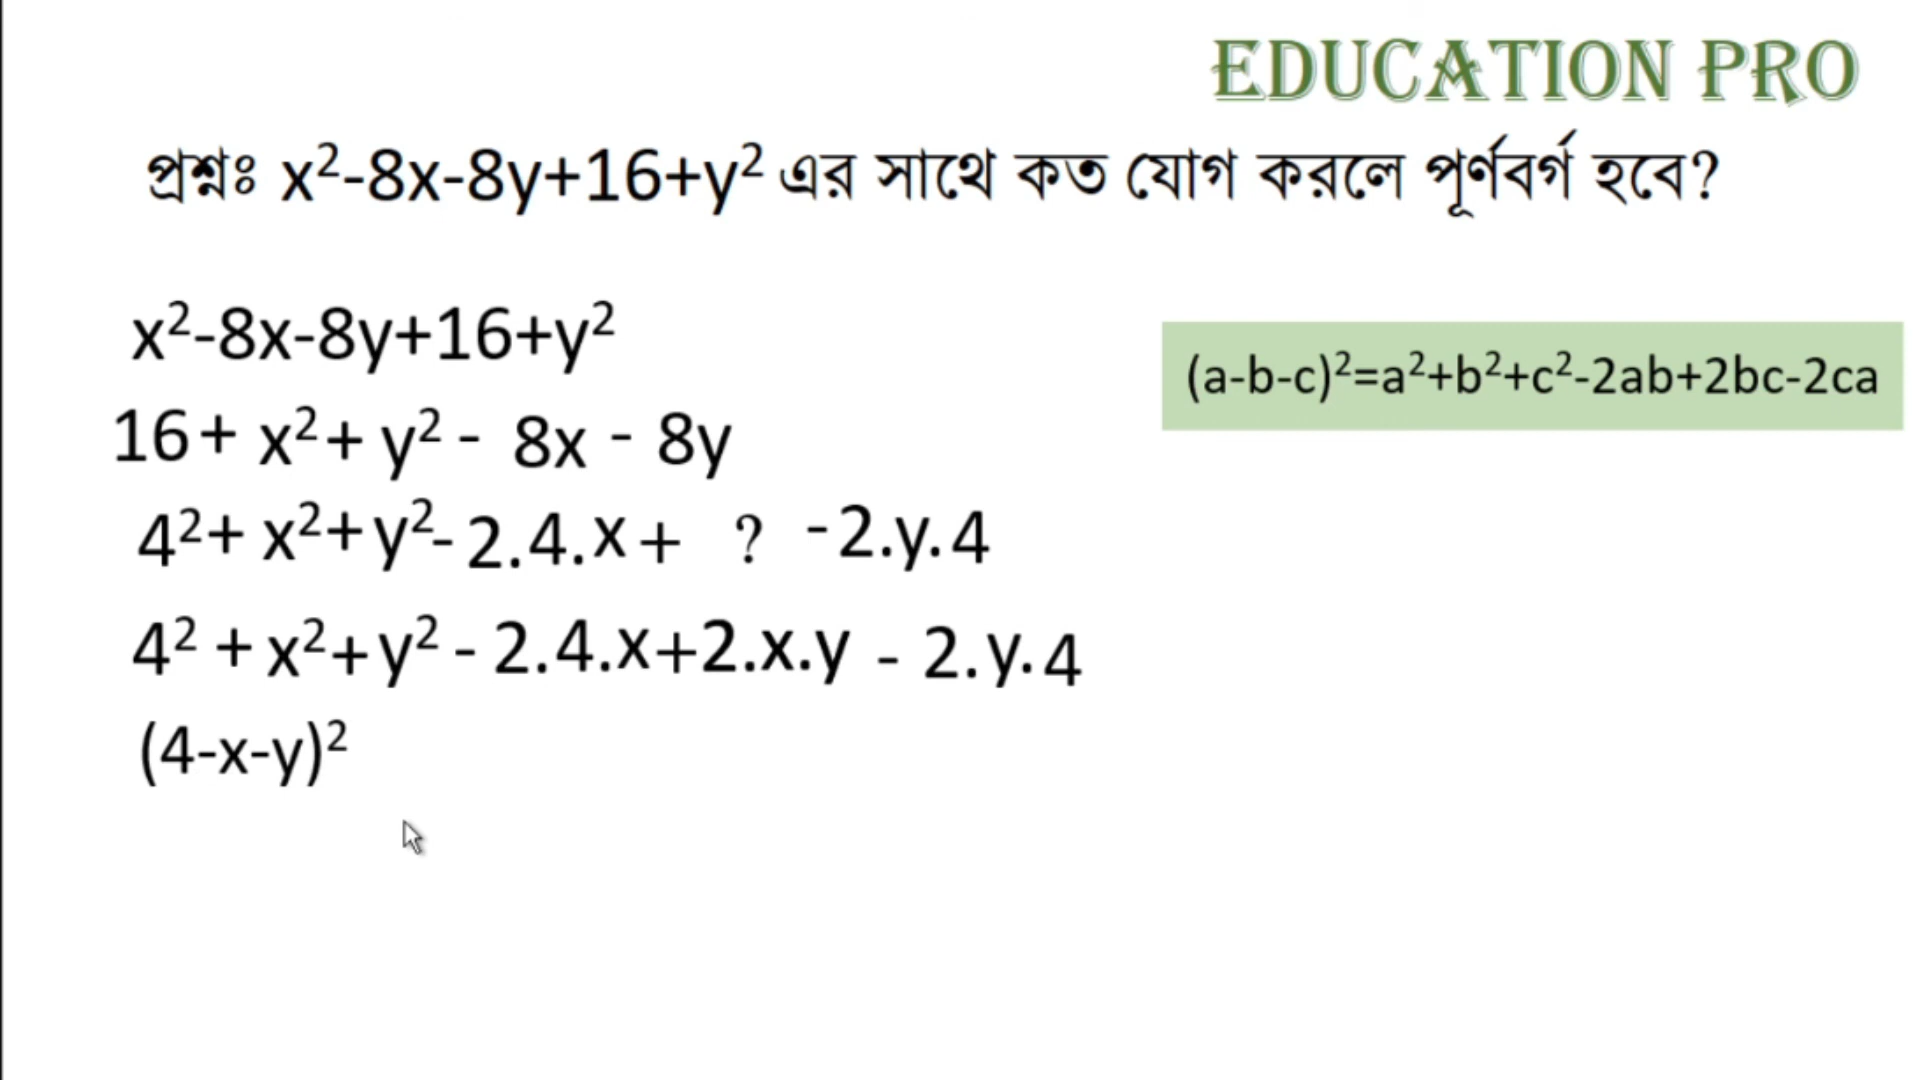 EDUCATION PRO
প্রশ্নঃ x²-8x-8y+16+y² এর সাথে কত যোগ করলে পূর্ণবর্গ হবে?
x²-8x-8y+16+y²
(a-b-c)²=a²+b²+c²-2ab+2bc-2ca
16+ x²+ y² - 8x - 8y
4²+ x²+y²-2.4.x+ ? -2.y.4
4² + x²+y² - 2.4.x+2.x.y - 2.y.4
(4-x-y)²